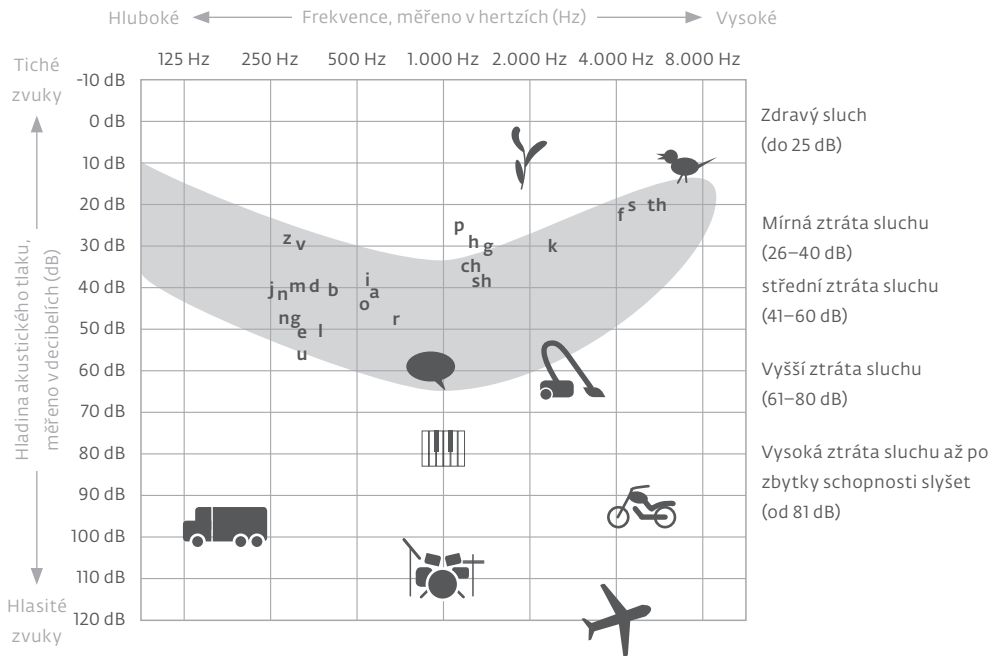 Hluboké Frekvence, měřeno v hertzích (Hz) Vysoké
125 Hz 250 Hz 500 Hz 1.000 Hz 2.000 Hz 4.000 Hz 8.000 Hz
Tiché
zvuky
Hladina akustického tlaku,
měřeno v decibelích (dB)
Hlasité
zvuky
-10 dB
0 dB
10 dB
20 dB
30 dB
40 dB
50 dB
60 dB
70 dB
80 dB
90 dB
100 dB
110 dB
120 dB
z v
j n m d b
ng
e l
u
i
a
o
r
p
h g
ch
sh
k
f s th
Zdravý sluch
(do 25 dB)
Mírná ztráta sluchu
(26–40 dB)
střední ztráta sluchu
(41–60 dB)
Vyšší ztráta sluchu
(61–80 dB)
Vysoká ztráta sluchu až po
zbytky schopnosti slyšet
(od 81 dB)